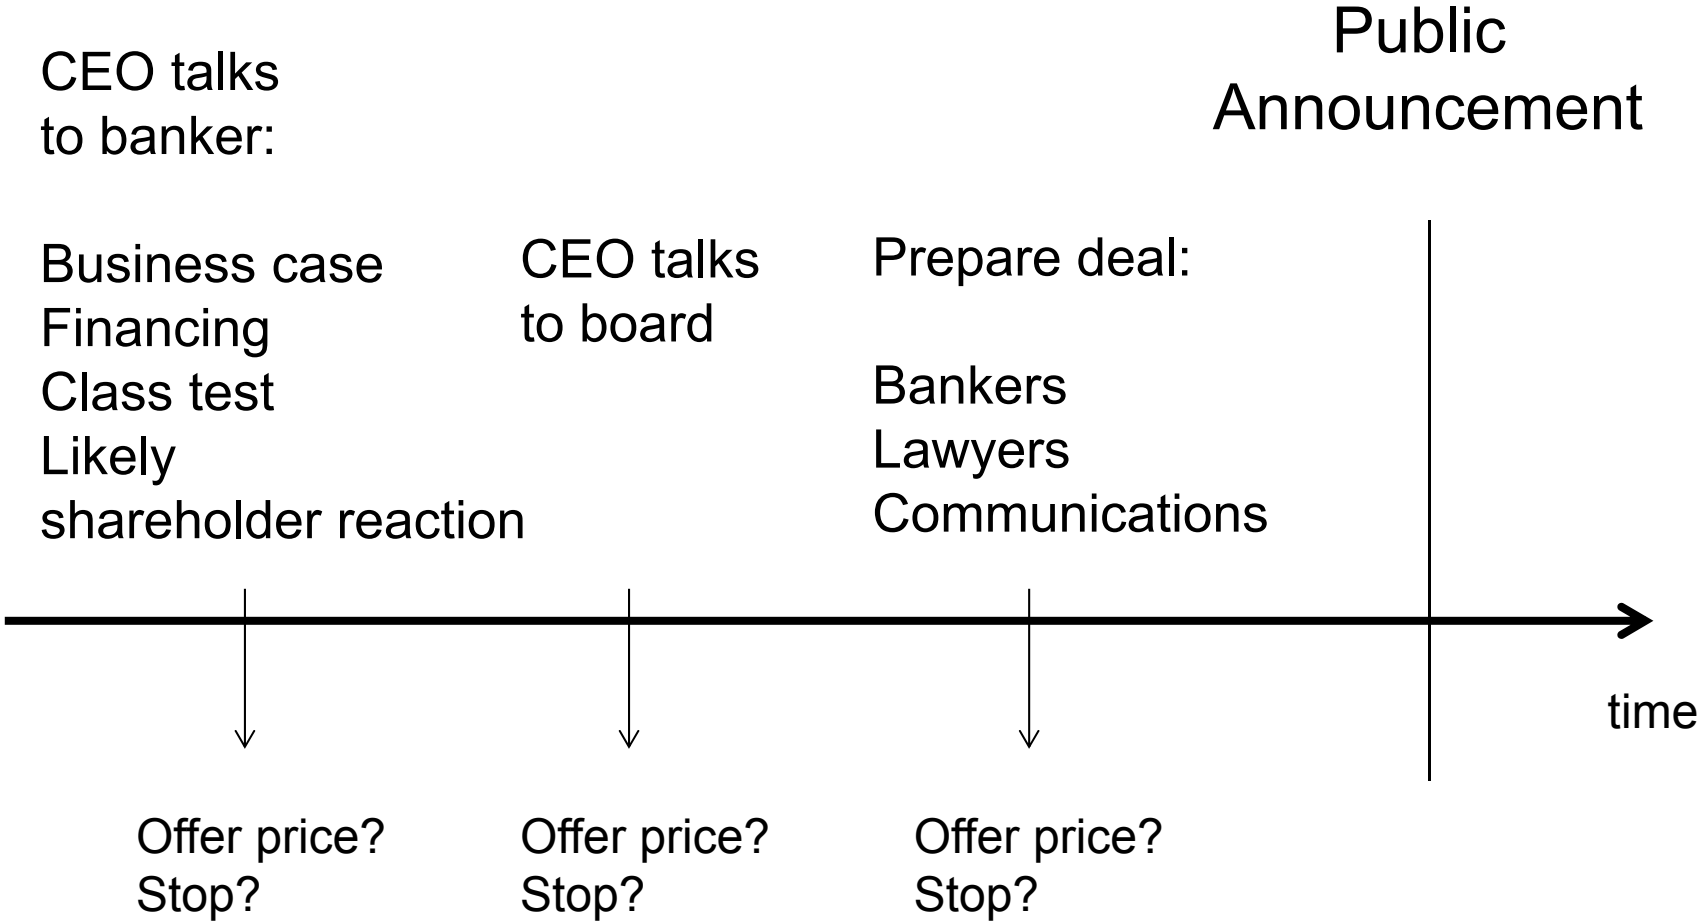 CEO talks
to banker:
Business case
Financing
Class test
Likely
shareholder reaction
CEO talks
to board
Prepare deal:
Bankers
Lawyers
Communications
Public
Announcement
time
Offer price?
Stop?
Offer price?
Stop?
Offer price?
Stop?